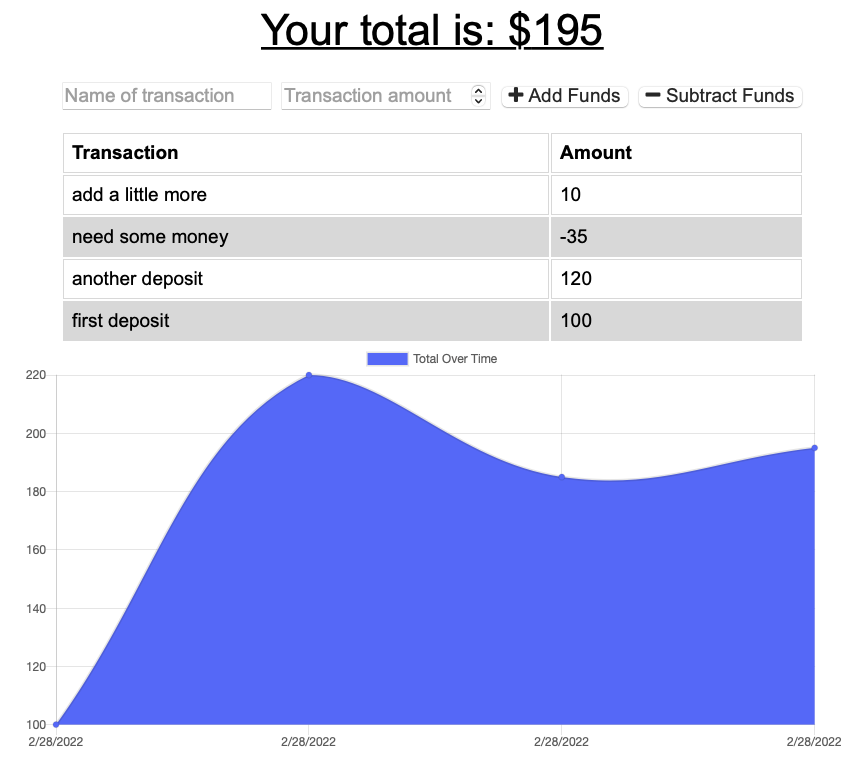 Your total is: $195
Name of transaction Transaction amount + Add Funds − Subtract Funds
Transaction Amount
add a little more 10
need some money -35
another deposit 120
first deposit 100
Total Over Time
220
200
180
160
140
120
100
2/28/2022 2/28/2022 2/28/2022 2/28/2022